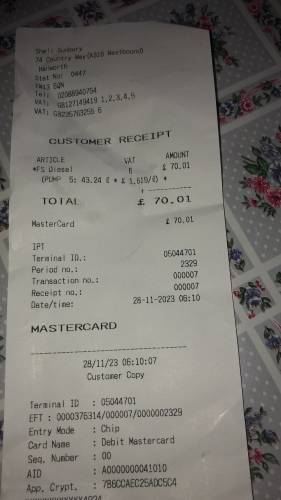 Shell Sunbury
74 Country Way(A316 Westbound)
Hanworth
Stat No: 0447
TW13 5QN
Tel: 02088940754
VAT: GB127149419 1,2,3,4,5
VAT: GB235763255 6
CUSTOMER RECEIPT
ARTICLE VAT AMOUNT
*FS Diesel 6 £ 70.01
(PUMP 5: 43.24 ℓ * £ 1,619/ℓ) *
+ ----------
TOTAL £ 70.01
MasterCard £ 70.01
IPT
Terminal ID.: 05044701
Period no.: 2329
Transaction no.: 000007
Receipt no.: 000007
Date/time: 28-11-2023 06:10
MASTERCARD
28/11/23 06:10:07
Customer Copy
Terminal ID : 05044701
EFT : 0000376314/000007/0000002329
Entry Mode : Chip
Card Name : Debit Mastercard
Seq. Number : 00
AID : A0000000041010
App. Crypt. : 7B6CCAEC25ADC5C4